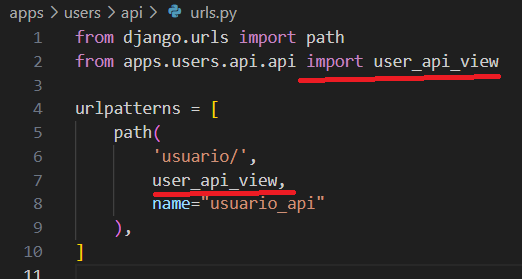 apps > users > api > urls.py
1 from django.urls import path
2 from apps.users.api.api import user_api_view
3
4 urlpatterns = [
5     path(
6         'usuario/',
7         user_api_view,
8         name="usuario_api"
9     ),
10 ]
11